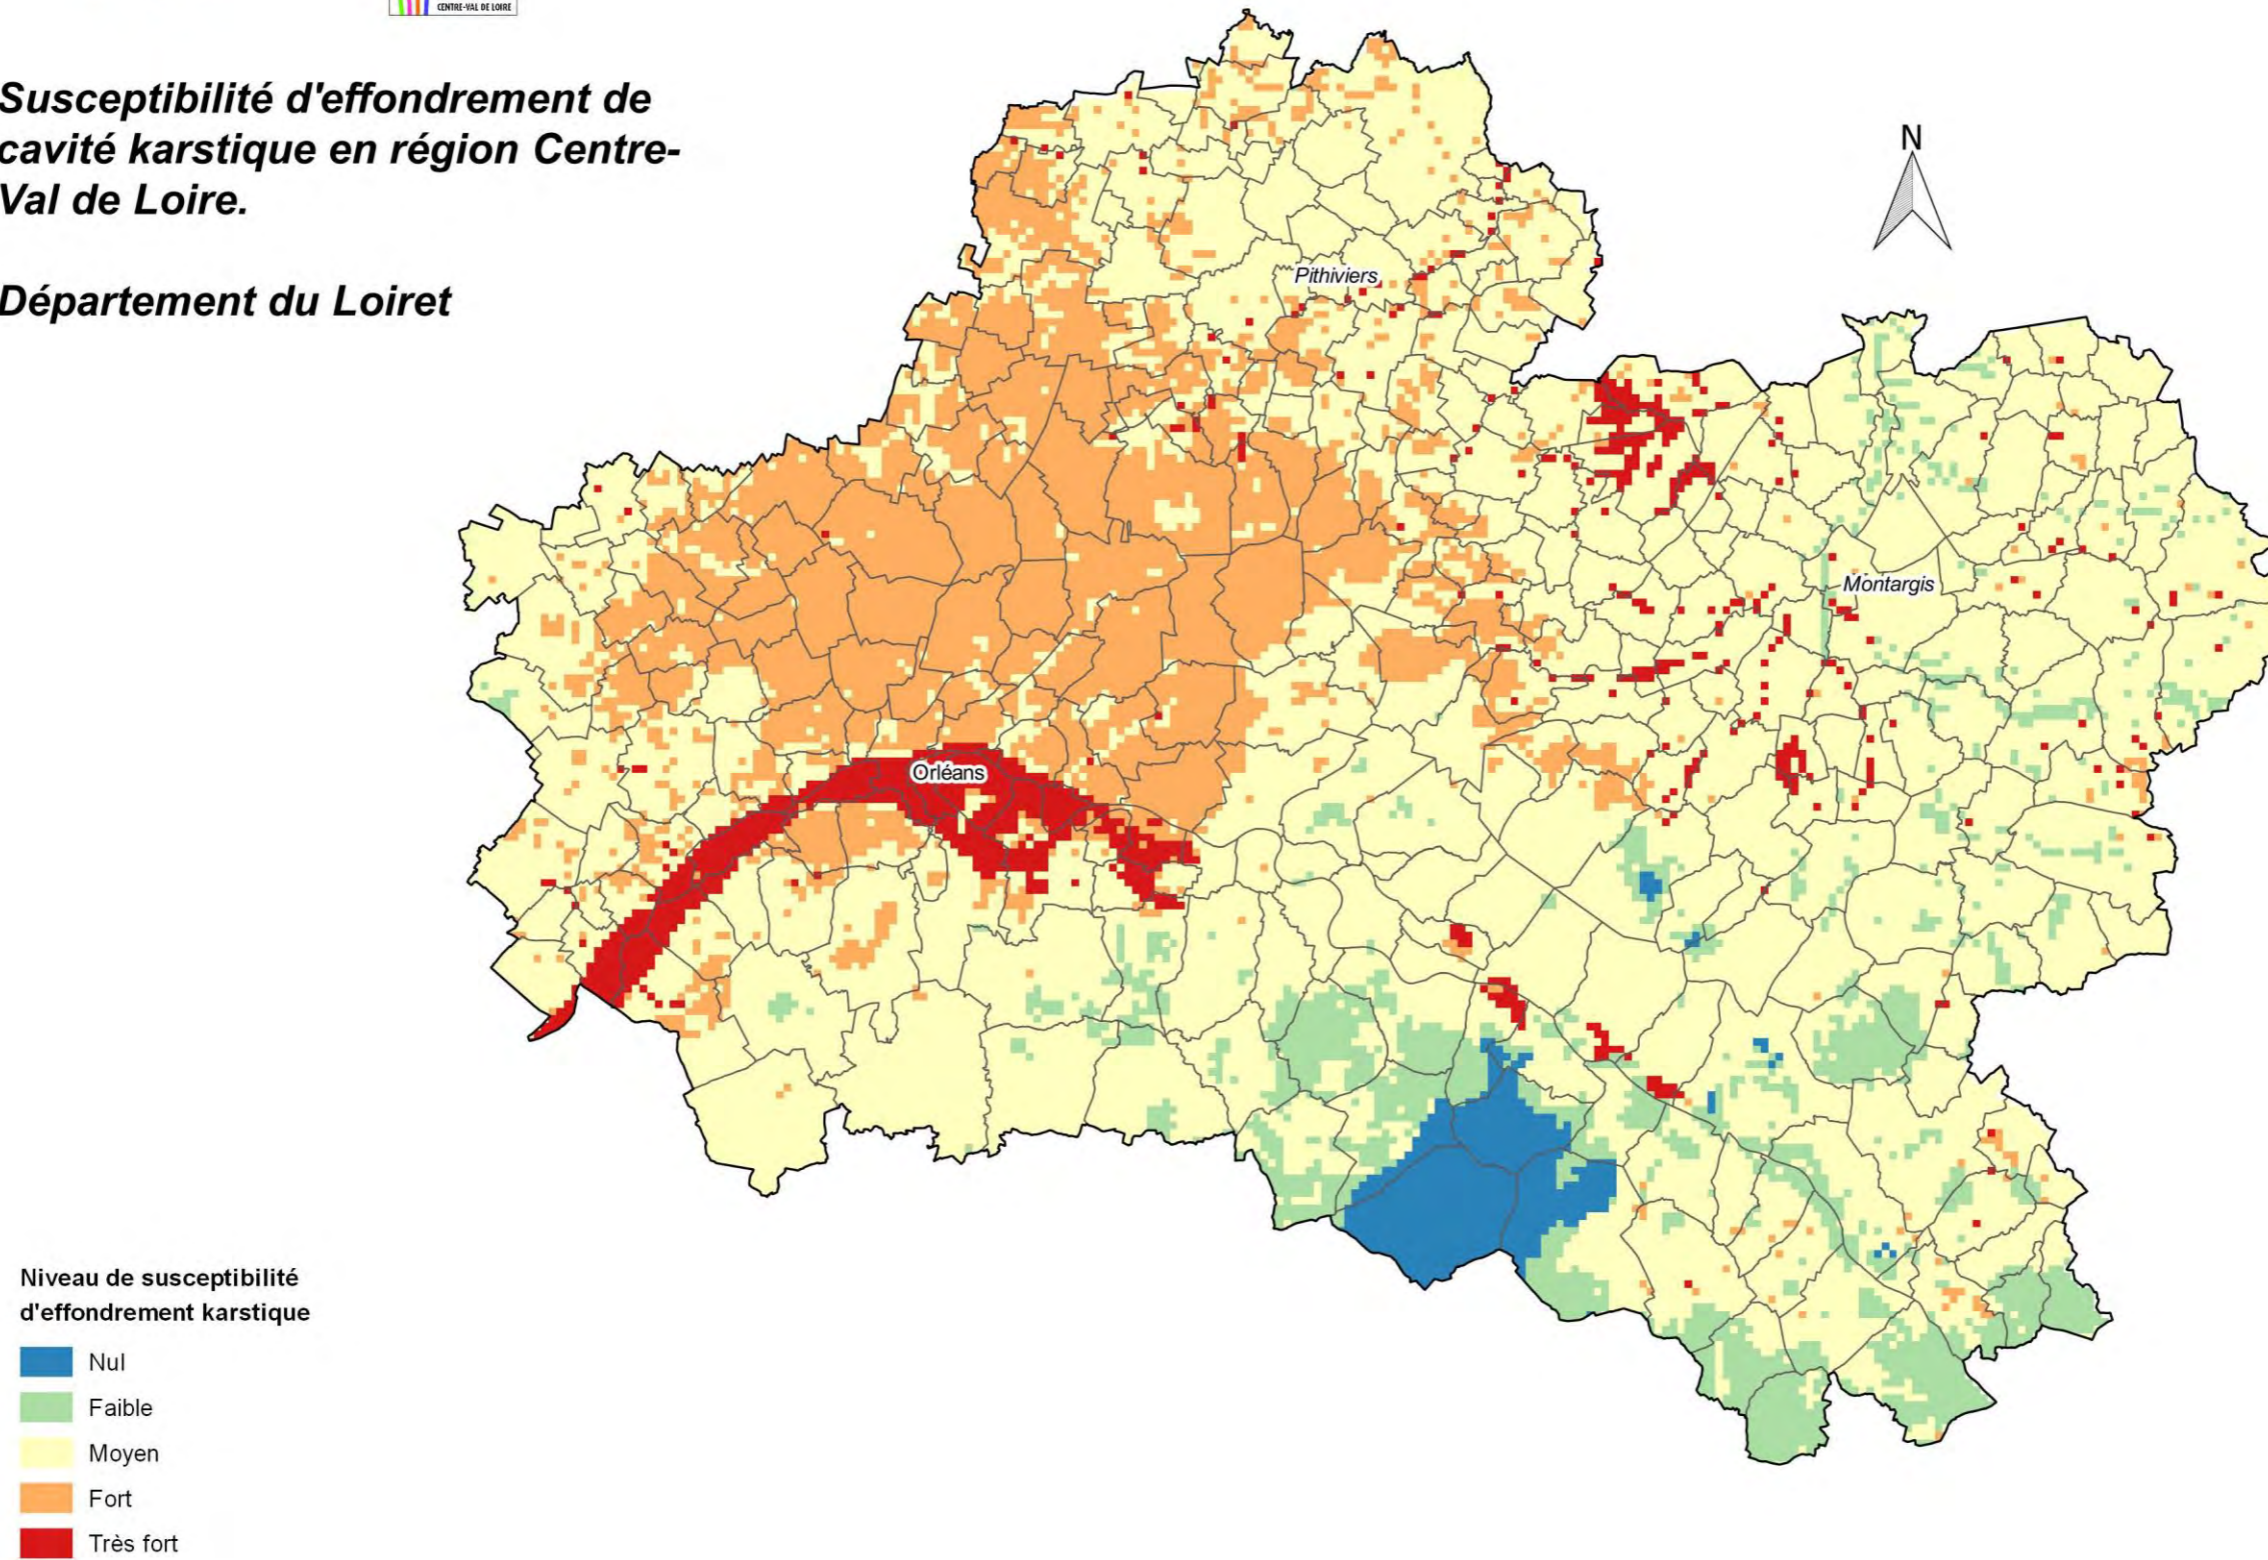 CENTRE-VAL DE LOIRE
Susceptibilité d'effondrement de
cavité karstique en région Centre-
Val de Loire.
Département du Loiret
N
Pithiviers
Montargis
Orléans
Niveau de susceptibilité
d'effondrement karstique
Nul
Faible
Moyen
Fort
Très fort